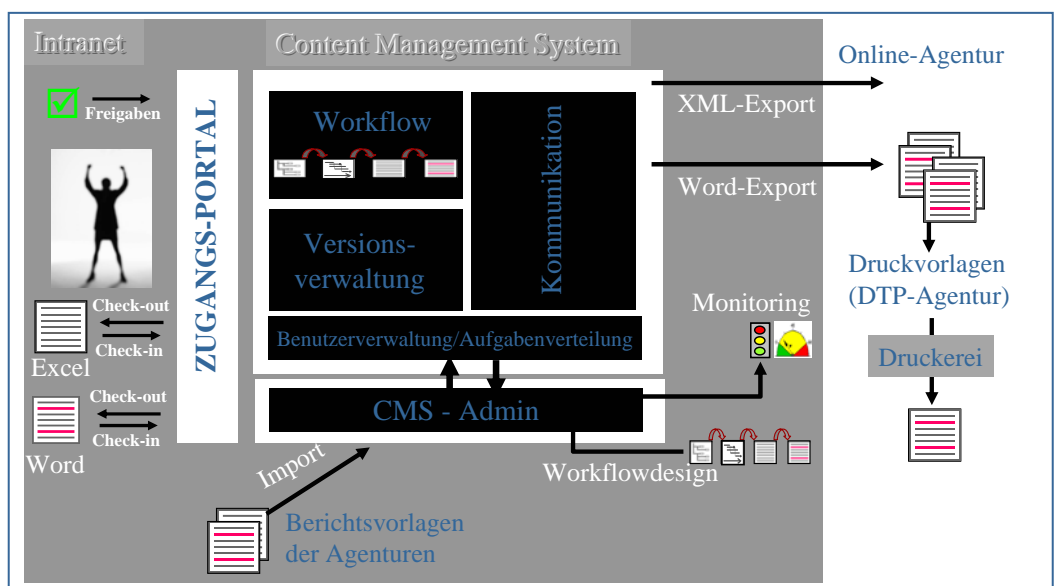 Intranet
Content Management System
Freigaben
ZUGANGS-PORTAL
Workflow
Kommunikation
Versions-
verwaltung
Benutzerverwaltung/Aufgabenverteilung
CMS - Admin
Check-out
Check-in
Excel
Check-out
Check-in
Word
Import
Berichtsvorlagen
der Agenturen
Workflowdesign
Monitoring
XML-Export
Word-Export
Online-Agentur
Druckvorlagen
(DTP-Agentur)
Druckerei